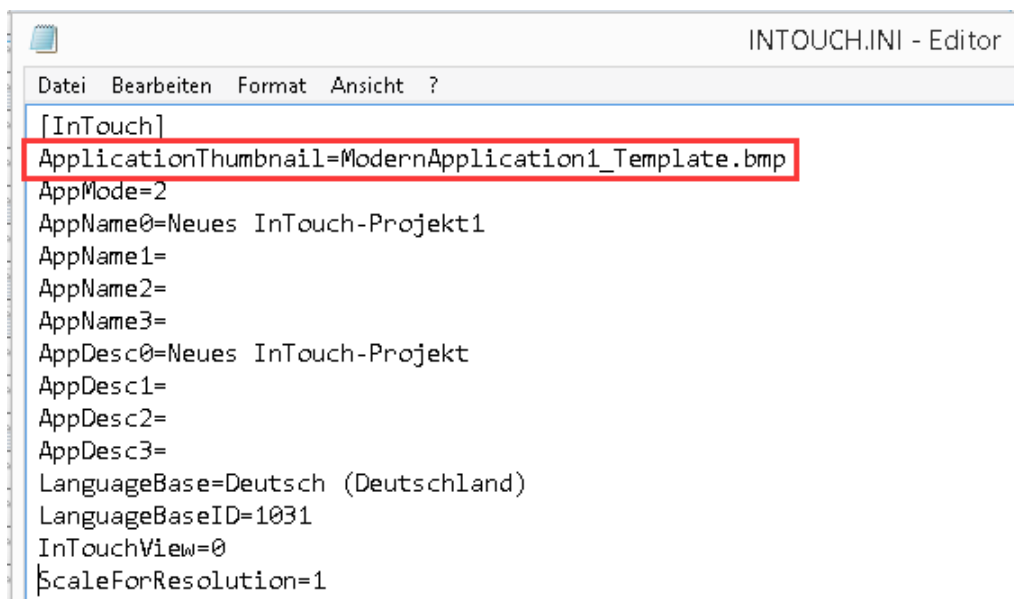 INTOUCH.INI - Editor
Datei Bearbeiten Format Ansicht ?
[InTouch]
ApplicationThumbnail=ModernApplication1_Template.bmp
AppMode=2
AppName0=Neues InTouch-Projekt1
AppName1=
AppName2=
AppName3=
AppDesc0=Neues InTouch-Projekt
AppDesc1=
AppDesc2=
AppDesc3=
LanguageBase=Deutsch (Deutschland)
LanguageBaseID=1031
InTouchView=0
ScaleForResolution=1